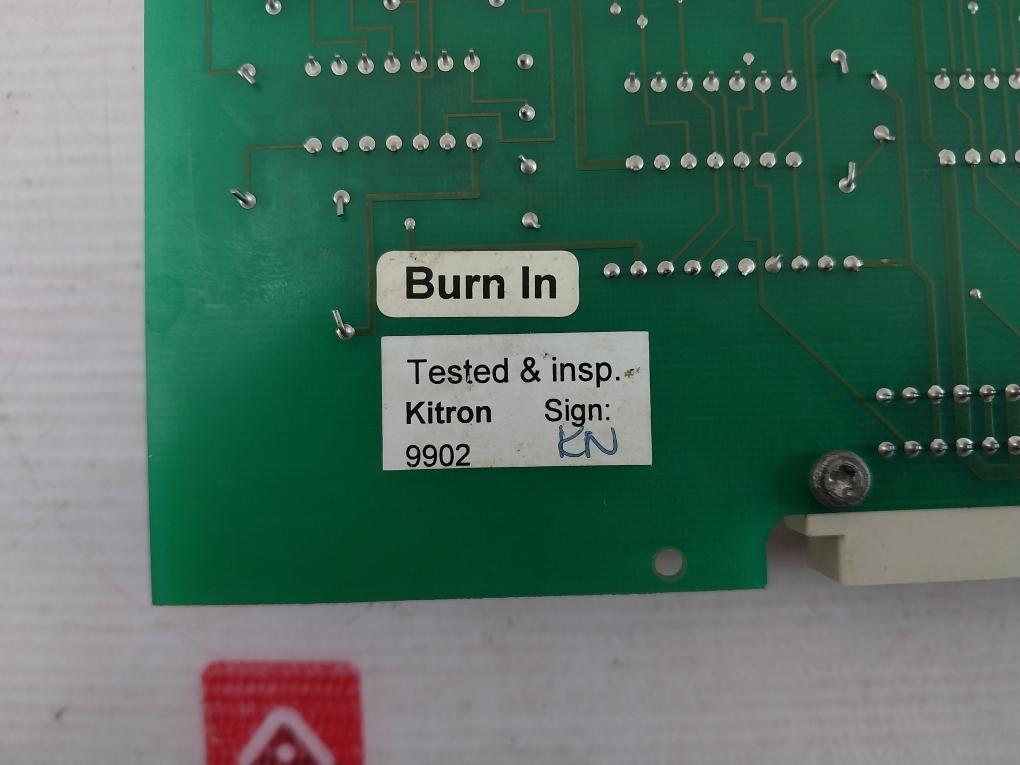 Burn In
Tested & insp.
Kitron Sign:
9902 KN